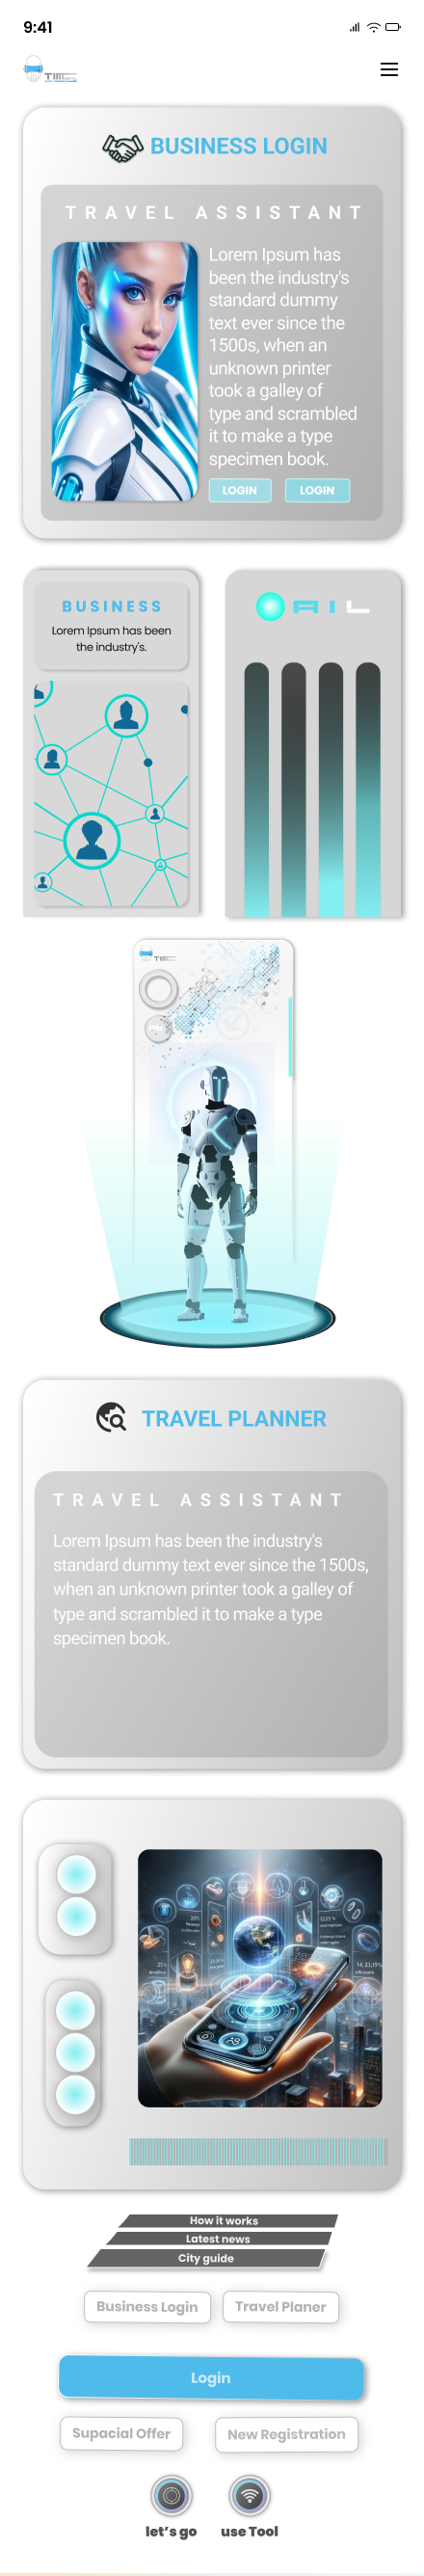 9:41
TIM
BUSINESS LOGIN
TRAVEL ASSISTANT
Lorem Ipsum has
been the industry's
standard dummy
text ever since the
1500s, when an
unknown printer
took a galley of
type and scrambled
it to make a type
specimen book.
LOGIN LOGIN
BUSINESS
Lorem Ipsum has been
the industry's.
AIL
TIM
TRAVEL PLANNER
TRAVEL ASSISTANT
Lorem Ipsum has been the industry's
standard dummy text ever since the 1500s,
when an unknown printer took a galley of
type and scrambled it to make a type
specimen book.
How it works
Latest news
City guide
Business Login Travel Planer
Login
Supacial Offer New Registration
let's go use Tool